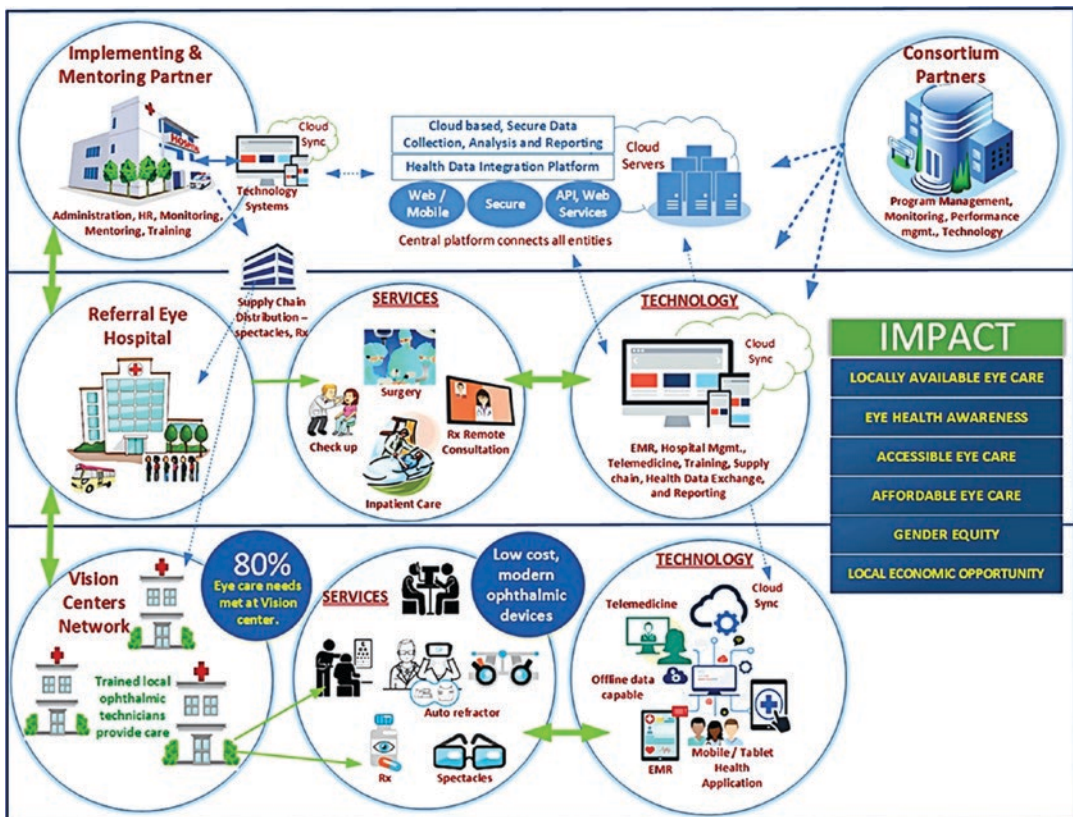 Implementing &
Mentoring Partner
HOSPITAL
Administration, HR, Monitoring,
Mentoring, Training
Cloud
Sync
Technology
Systems
Cloud based, Secure Data
Collection, Analysis and Reporting
Health Data Integration Platform
Web /
Mobile
Secure
API, Web
Services
Central platform connects all entities
Cloud
Servers
Consortium
Partners
Program Management,
Monitoring, Performance
mgmt., Technology
Supply Chain
Distribution –
spectacles, Rx
Referral Eye
Hospital
SERVICES
Surgery
Check up
Rx Remote
Consultation
Inpatient Care
TECHNOLOGY
Cloud
Sync
EMR, Hospital Mgmt.,
Telemedicine, Training, Supply
chain, Health Data Exchange,
and Reporting
IMPACT
LOCALLY AVAILABLE EYE CARE
EYE HEALTH AWARENESS
ACCESSIBLE EYE CARE
AFFORDABLE EYE CARE
GENDER EQUITY
LOCAL ECONOMIC OPPORTUNITY
Vision
Centers
Network
80%
Eye care needs
met at Vision
center.
Trained local
ophthalmic
technicians
provide care
SERVICES
Low cost,
modern
ophthalmic
devices
Auto refractor
Rx
Spectacles
TECHNOLOGY
Telemedicine
Cloud
Sync
Offline data
capable
EMR
Mobile / Tablet
Health
Application